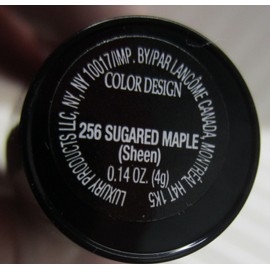 LUXURY PRODUCTS LLC, NY, NY 10017/IMP. BY/PAR LANCÔME CANADA, MONTRÉAL H4T 1K5
COLOR DESIGN
256 SUGARED MAPLE
(Sheen)
0.14 OZ. (4g)